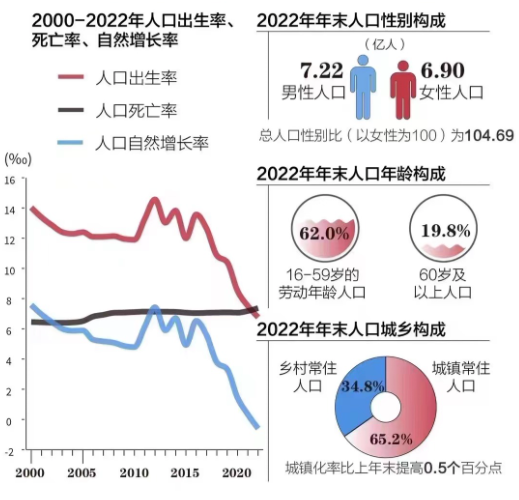 2000-2022年人口出生率、
死亡率、自然增长率
人口出生率
人口死亡率
人口自然增长率
(‰)
16
14
12
10
8
6
4
2
0
-2
2000
2005
2010
2015
2020
2022年年末人口性别构成
（亿人）
7.22
男性人口
6.90
女性人口
总人口性别比（以女性为100）为104.69
2022年年末人口年龄构成
62.0%
16-59岁的
劳动年龄人口
19.8%
60岁及
以上人口
2022年年末人口城乡构成
乡村常住
人口
34.8%
城镇常住
人口
65.2%
城镇化率比上年末提高0.5个百分点